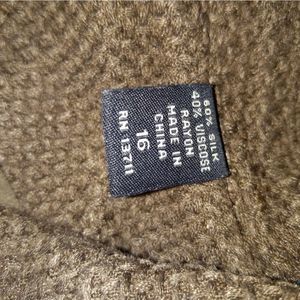 60% SILK
40% VISCOSE
RAYON
MADE IN
CHINA
16
RN 13711